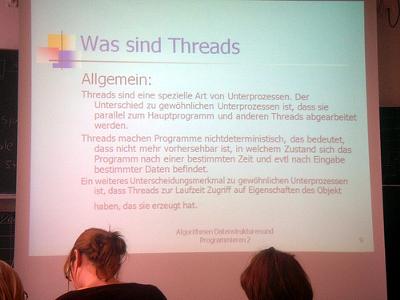 Was sind Threads
Allgemein:
Threads sind eine spezielle Art von Unterprozessen. Der
Unterschied zu gewöhnlichen Unterprozessen ist, dass sie
parallel zum Hauptprogramm und anderen Threads abgearbeitet
werden.
Threads machen Programme nichtdeterministisch, das bedeutet,
dass nicht mehr vorhersehbar ist, in welchem Zustand sich das
Programm nach einer bestimmten Zeit und evtl nach Eingabe
bestimmter Daten befindet.
Ein weiteres Unterscheidungsmerkmal zu gewöhnlichen Unterprozessen
ist, dass Threads zur Laufzeit Zugriff auf Eigenschaften des Objekt
haben, das sie erzeugt hat.
Algorithmen Datenstrukturen und
Programmieren 2